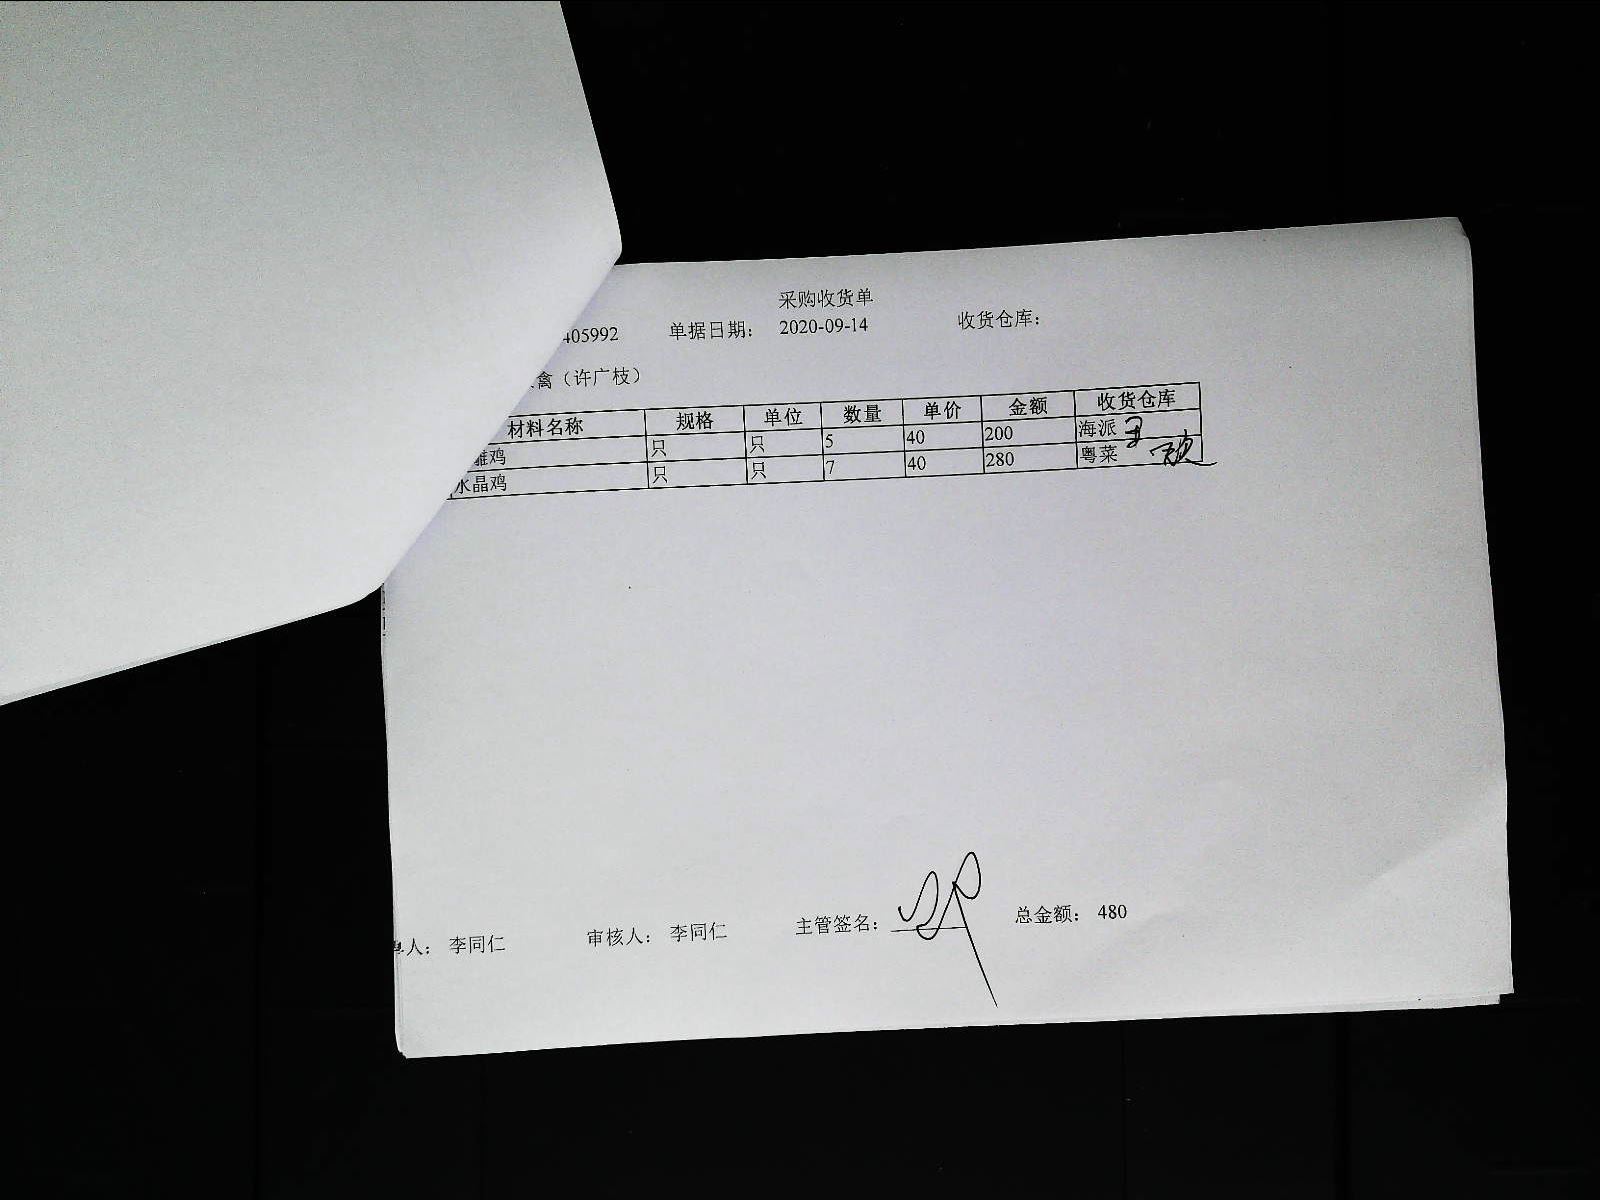 采购收货单
405992 单据日期： 2020-09-14 收货仓库：
禽（许广枝）
材料名称 规格 单位 数量 单价 金额 收货仓库
雕鸡 只 只 5 40 200 海派
水晶鸡 只 只 7 40 280 粤菜
人： 李同仁 审核人： 李同仁 主管签名： 总金额： 480